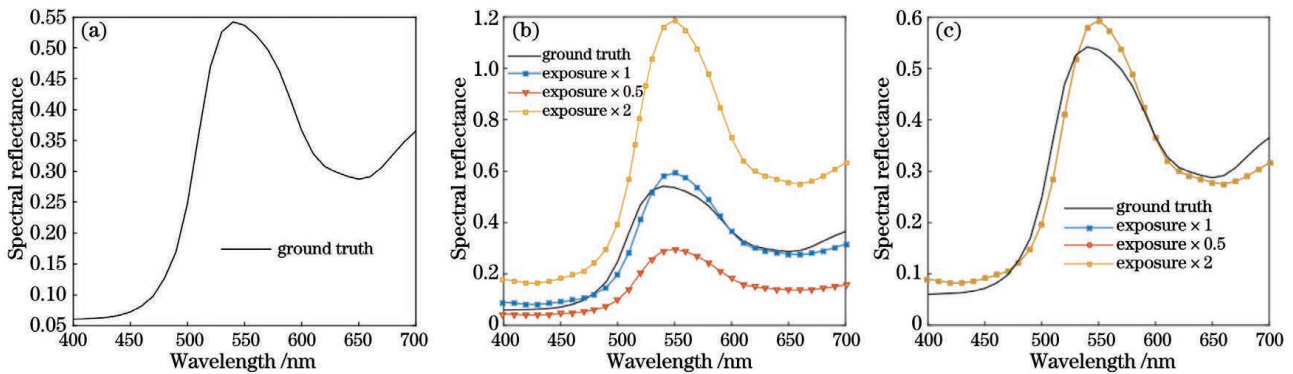 (a)
0.55
0.50
0.45
0.40
0.35
0.30
0.25
0.20
0.15
0.10
0.05
Spectral reflectance
ground truth
400 450 500 550 600 650 700
Wavelength /nm
(b)
1.2
1.0
0.8
0.6
0.4
0.2
0
Spectral reflectance
ground truth
exposure × 1
exposure × 0.5
exposure × 2
400 450 500 550 600 650 700
Wavelength /nm
(c)
0.6
0.5
0.4
0.3
0.2
0.1
0
Spectral reflectance
ground truth
exposure × 1
exposure × 0.5
exposure × 2
400 450 500 550 600 650 700
Wavelength /nm